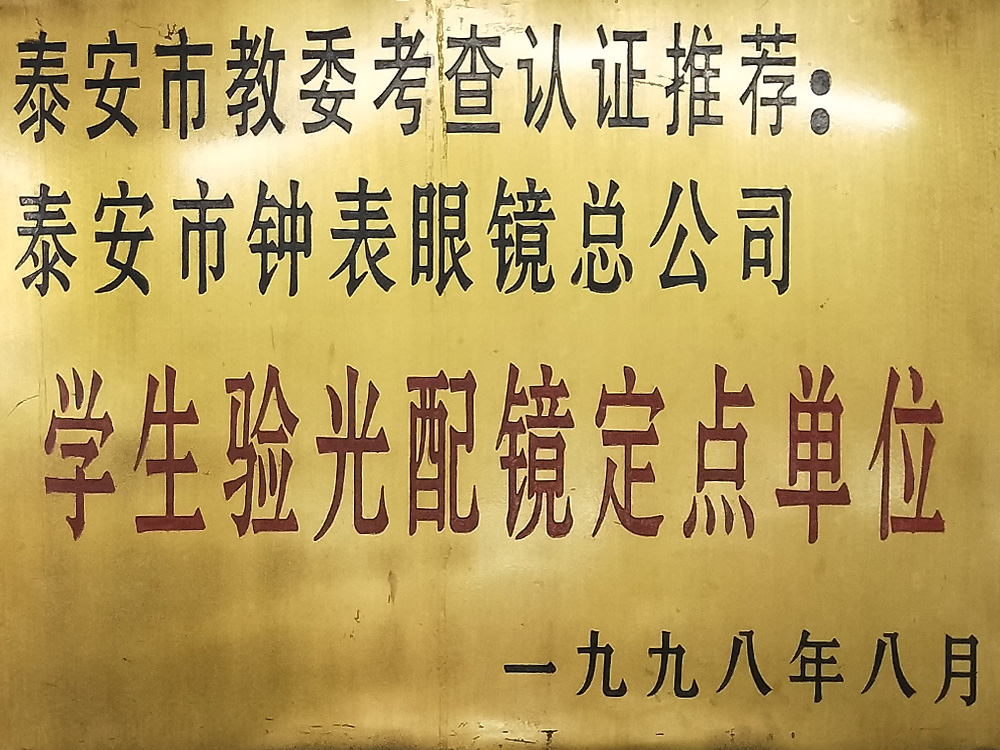 泰安市教委考查认证推荐：
泰安市钟表眼镜总公司
学生验光配镜定点单位
一九九八年八月